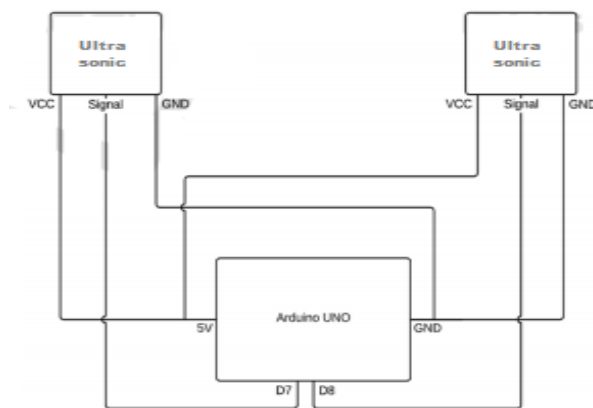 Ultra
sonic
Ultra
sonic
VCC Signal GND
VCC Signal GND
Arduino UNO
5V
GND
D7 D8